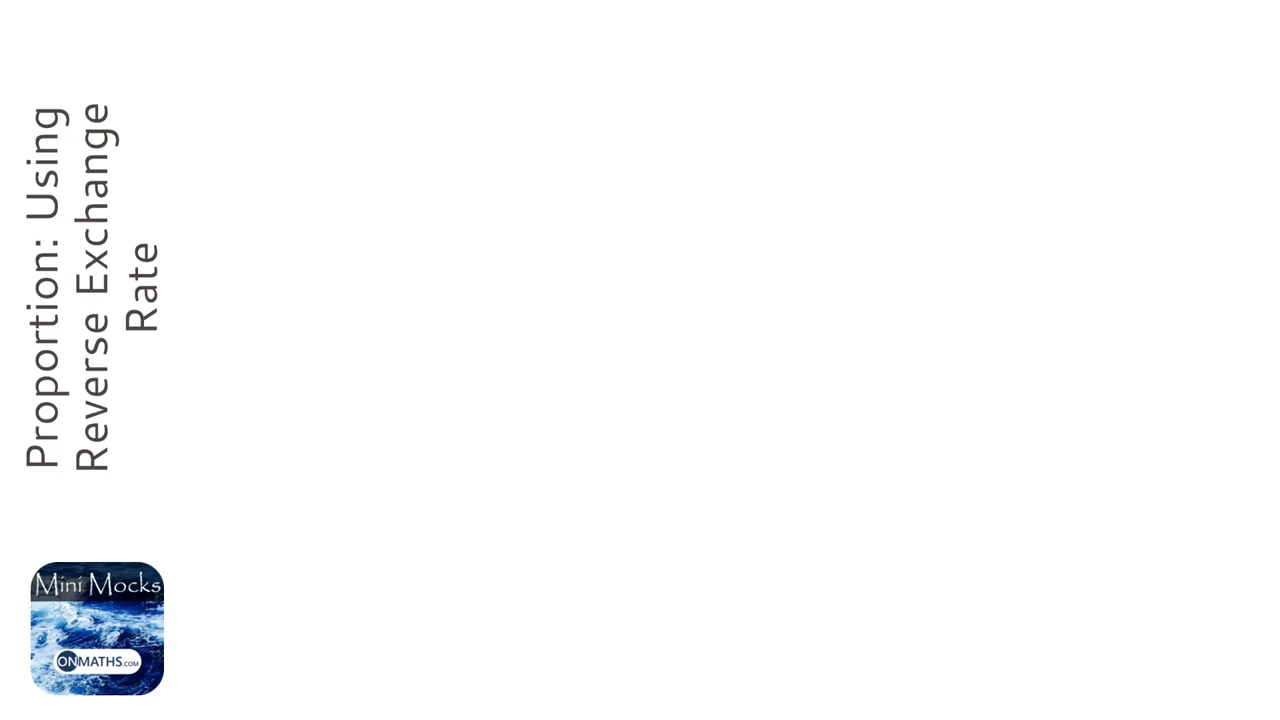 Proportion: Using
Reverse Exchange
Rate
Mini Mocks
ONMATHS.COM